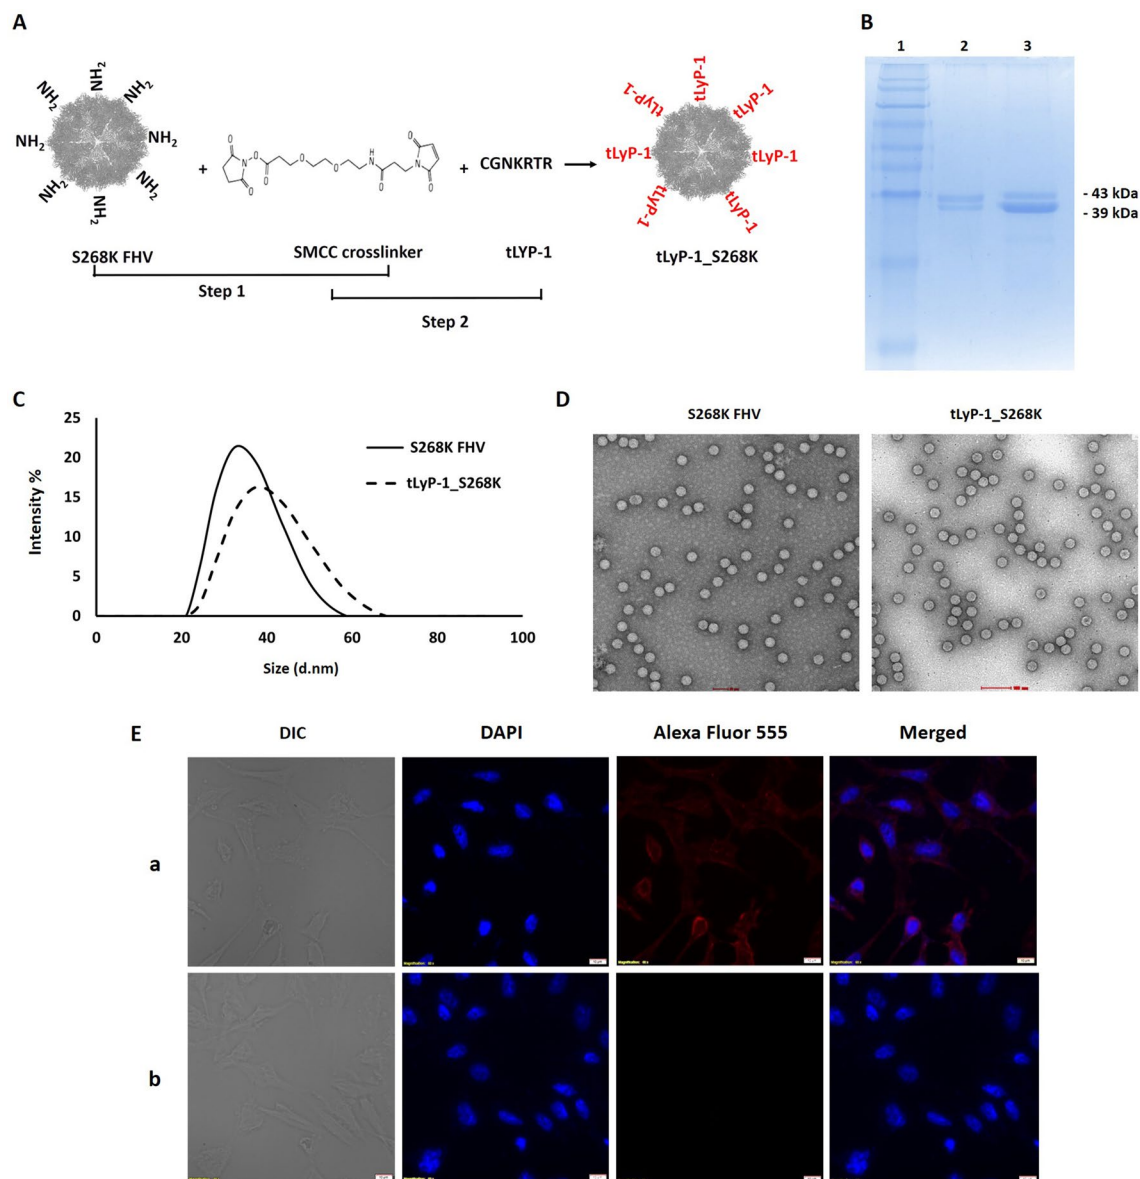 A
NH2
NH2
NH2
NH2
NH2
NH2
NH2
NH2
S268K FHV
+
O
O
N
O
O
O
O
H
N
O
O
N
O
SMCC crosslinker
+
CGNKRTR
tLYP-1
Step 1
Step 2
tLyP-1
tLyP-1
tLyP-1
tLyP-1
tLyP-1
tLyP-1
tLyP-1
tLyP-1_S268K
B
1 2 3
- 43 kDa
- 39 kDa
C
25
20
15
10
5
0
Intensity %
S268K FHV
tLyP-1_S268K
0 20 40 60 80 100
Size (d.nm)
D
S268K FHV
tLyP-1_S268K
E
DIC DAPI Alexa Fluor 555 Merged
a
b